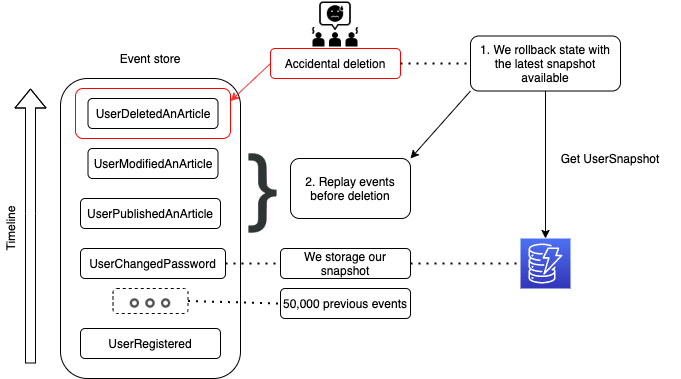 Event store
Accidental deletion
1. We rollback state with
the latest snapshot
available
UserDeletedAnArticle
UserModifiedAnArticle
Get UserSnapshot
2. Replay events
before deletion
UserPublishedAnArticle
Timeline
UserChangedPassword
We storage our
snapshot
50,000 previous events
UserRegistered